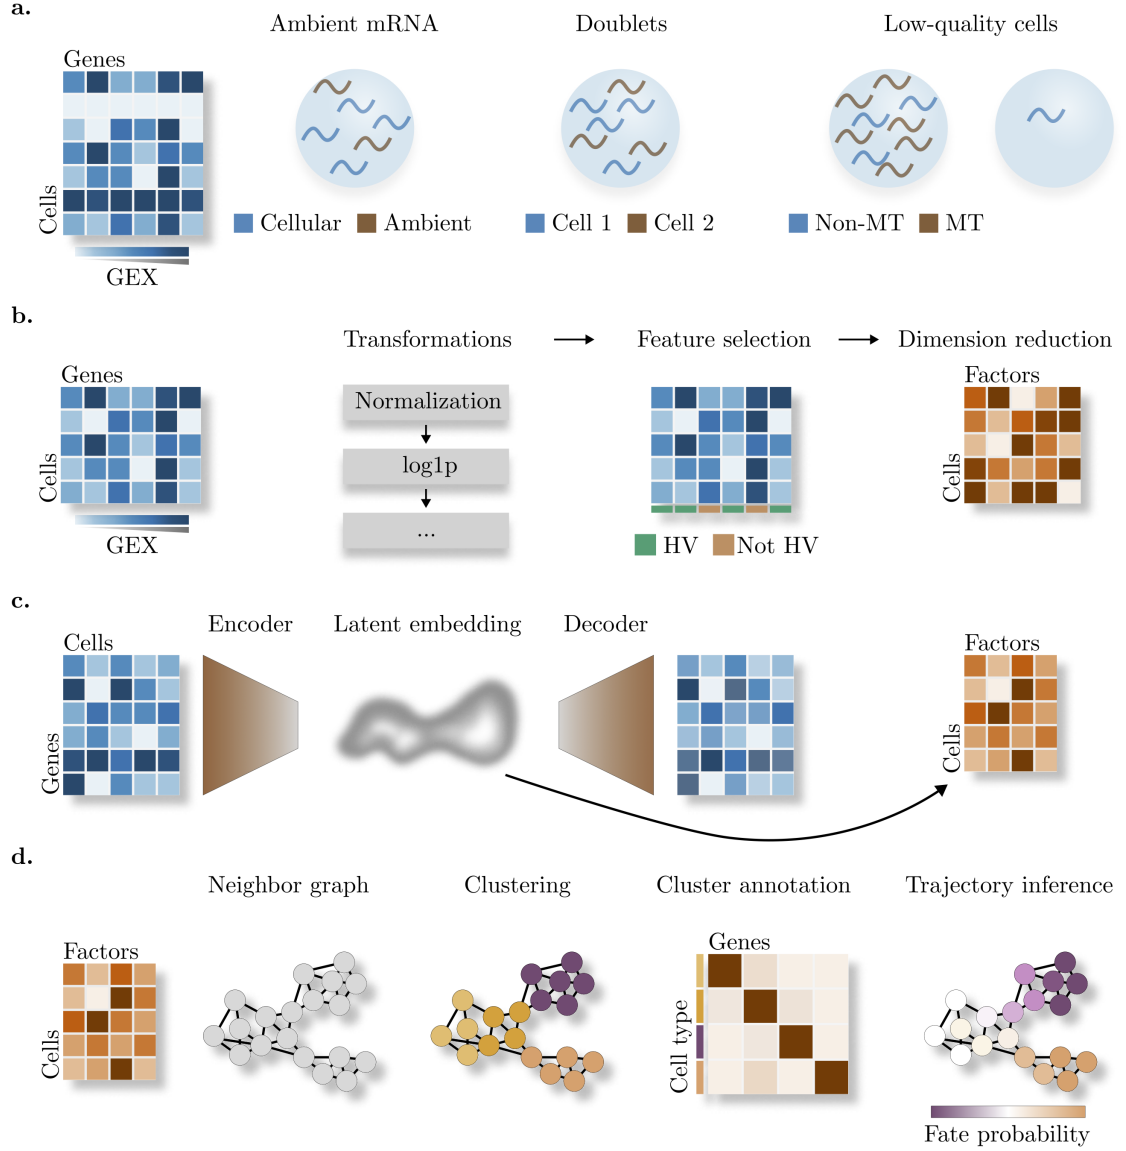 a.
Ambient mRNA
Doublets
Low-quality cells
Genes
Cells
Cellular
Ambient
Cell 1
Cell 2
Non-MT
MT
GEX
b.
Transformations
Feature selection
Dimension reduction
Genes
Factors
Normalization
Cells
log1p
Cells
GEX
...
HV
Not HV
c.
Encoder
Latent embedding
Decoder
Cells
Factors
Genes
Cells
d.
Neighbor graph
Clustering
Cluster annotation
Trajectory inference
Factors
Genes
Cells
Cell type
Fate probability